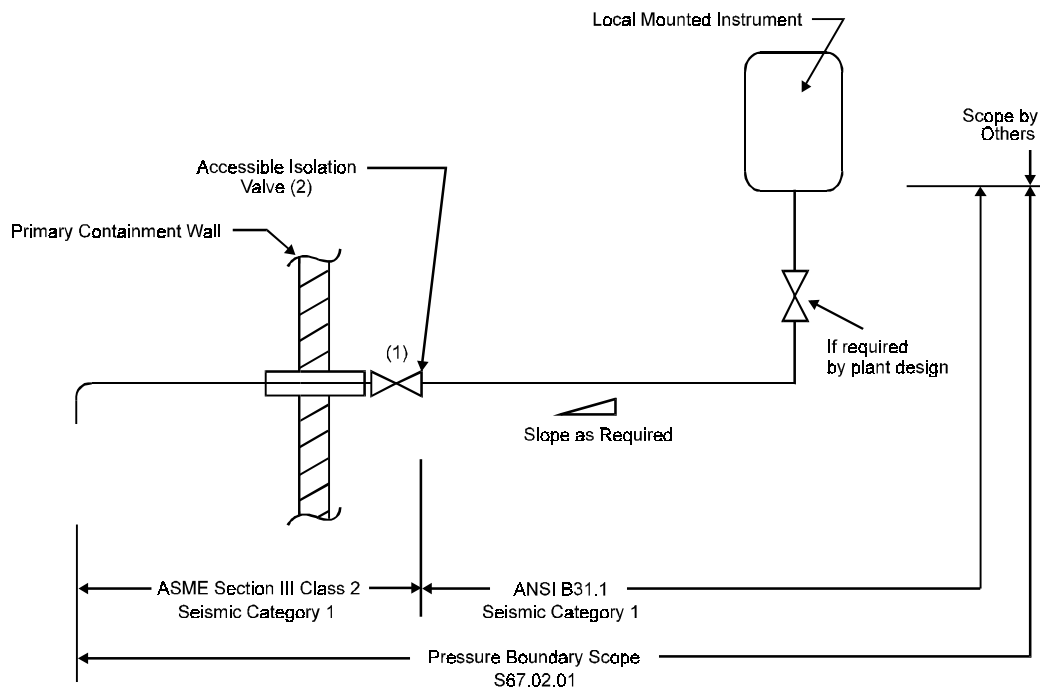 Local Mounted Instrument
Scope by
Others
Accessible Isolation
Valve (2)
Primary Containment Wall
(1)
If required
by plant design
Slope as Required
ASME Section III Class 2
Seismic Category 1
ANSI B31.1
Seismic Category 1
Pressure Boundary Scope
S67.02.01